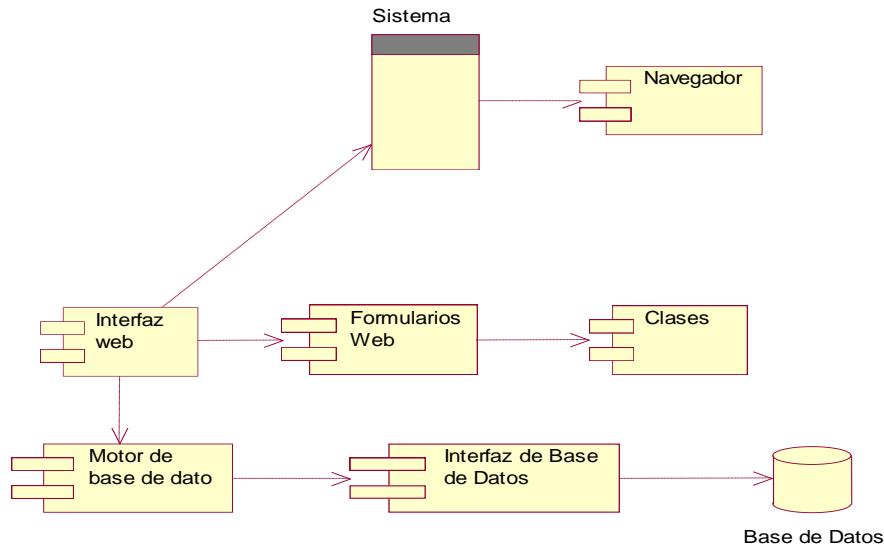 Sistema
Navegador
Interfaz
web
Formularios
Web
Clases
Motor de
base de dato
Interfaz de Base
de Datos
Base de Datos